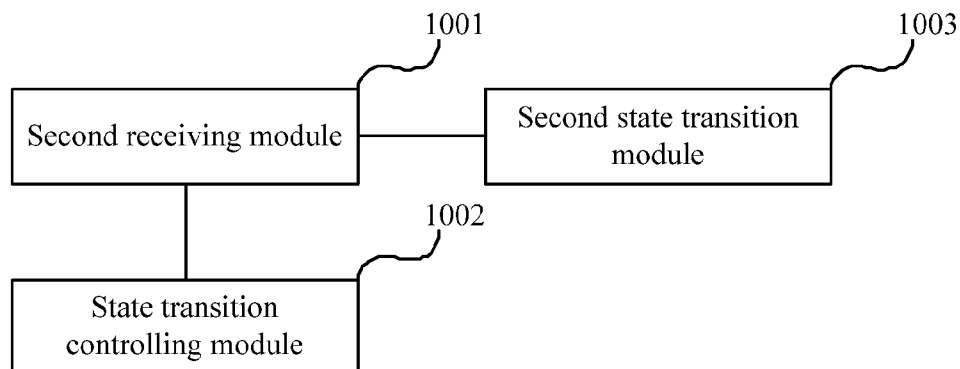 1001
1003
Second receiving module
Second state transition
module
1002
State transition
controlling module